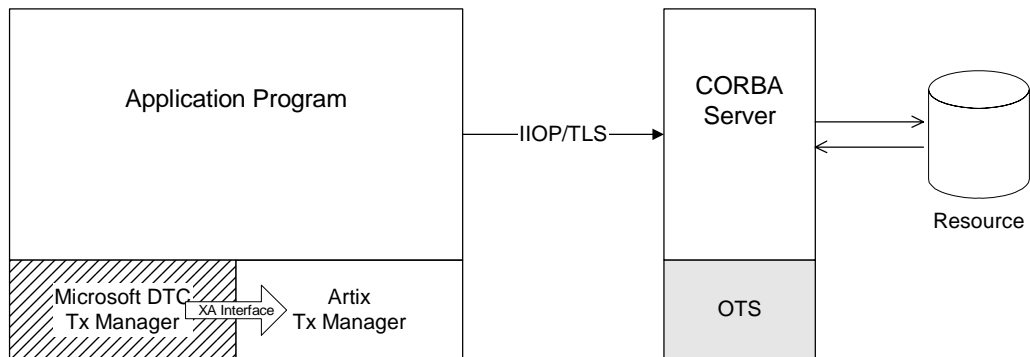 Application Program
IIOP/TLS
CORBA
Server
Resource
Microsoft DTC
Tx Manager
XA Interface
Artix
Tx Manager
OTS